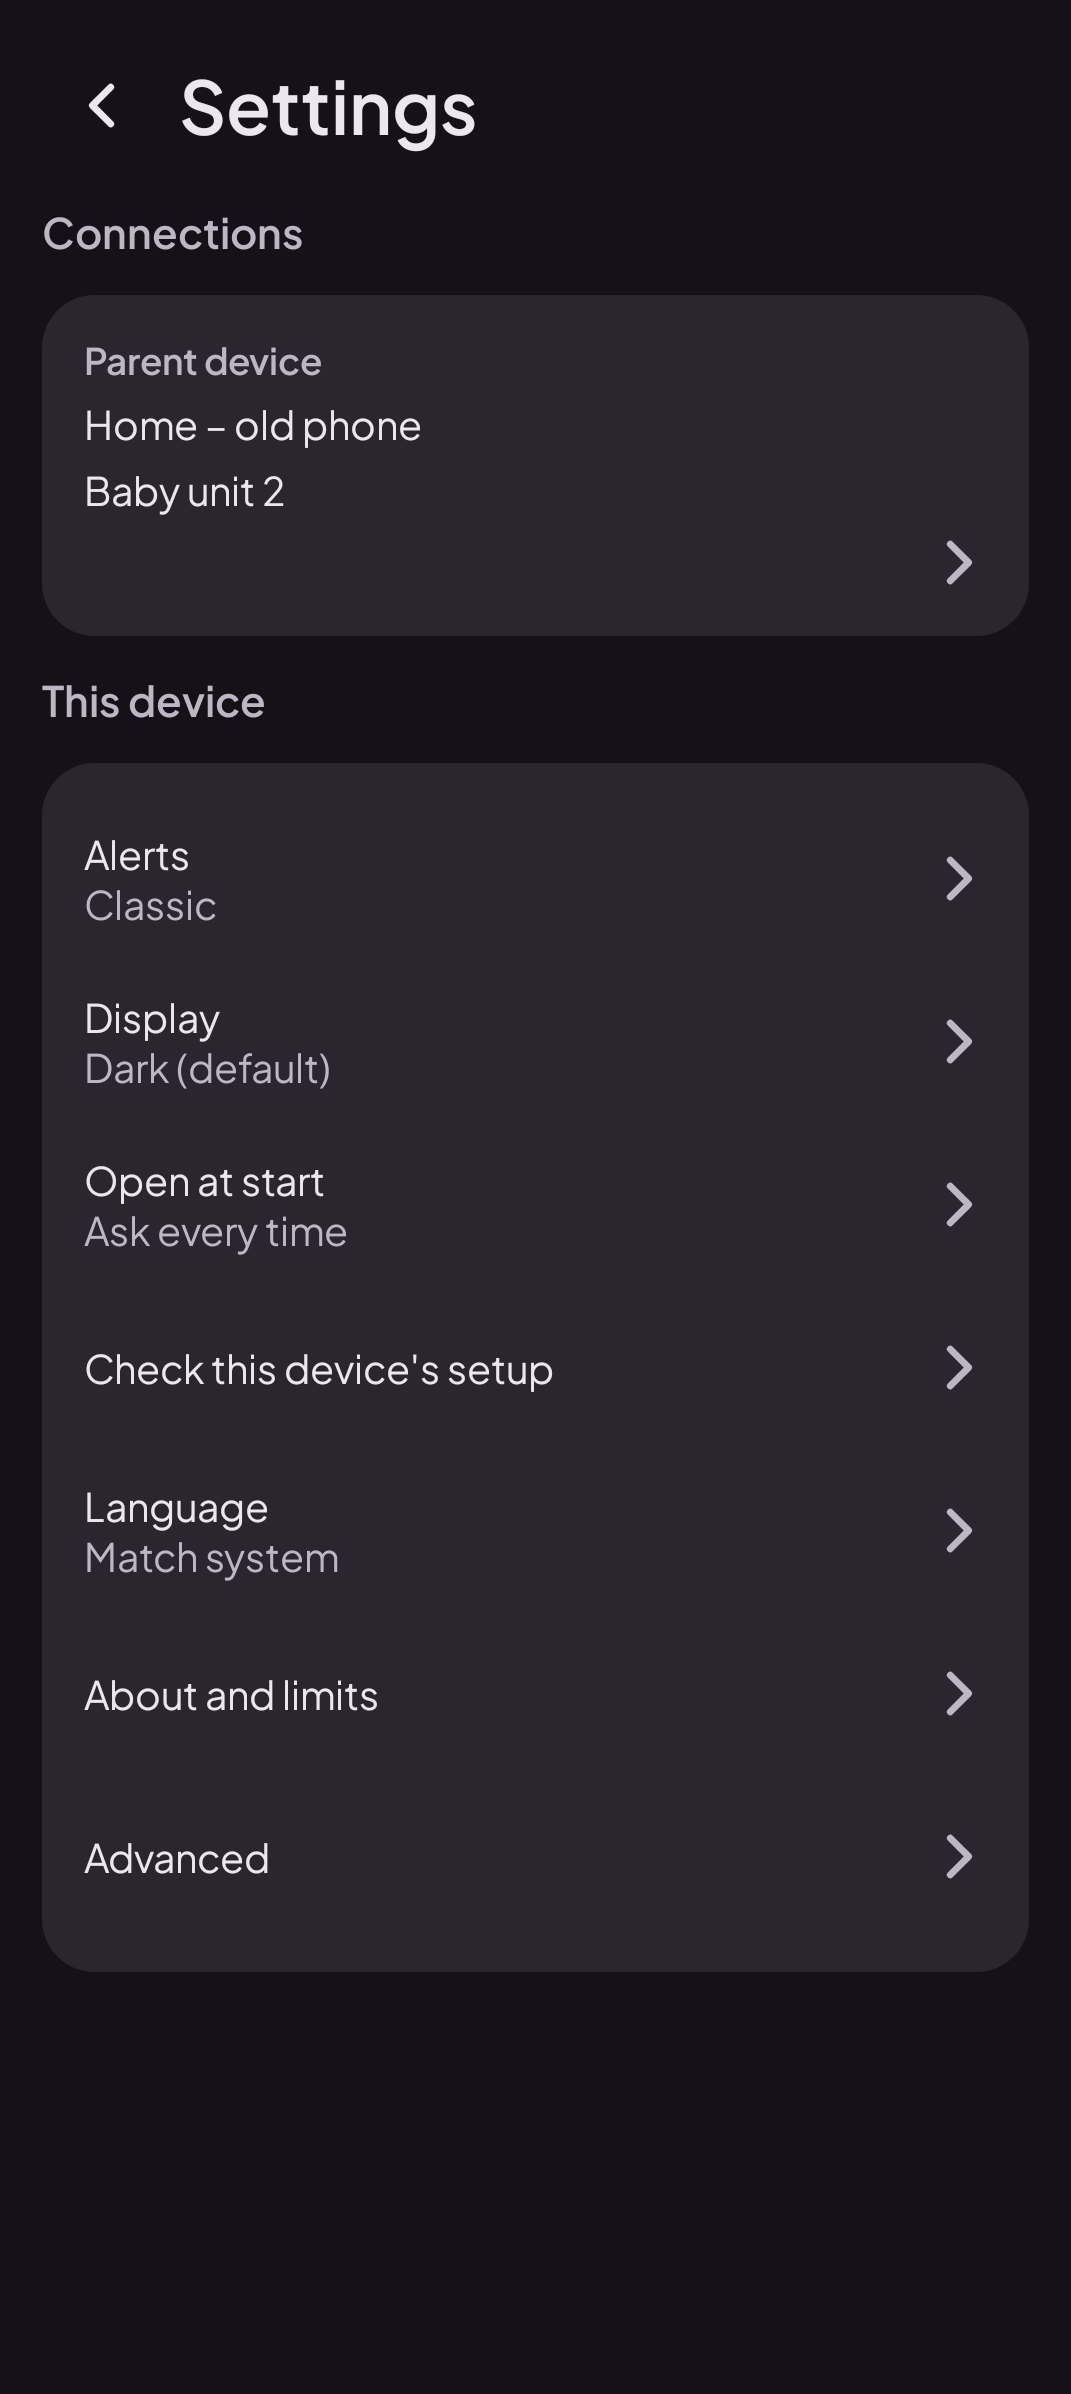 Settings
Connections
Parent device
Home – old phone
Baby unit 2
This device
Alerts
Classic
Display
Dark (default)
Open at start
Ask every time
Check this device's setup
Language
Match system
About and limits
Advanced